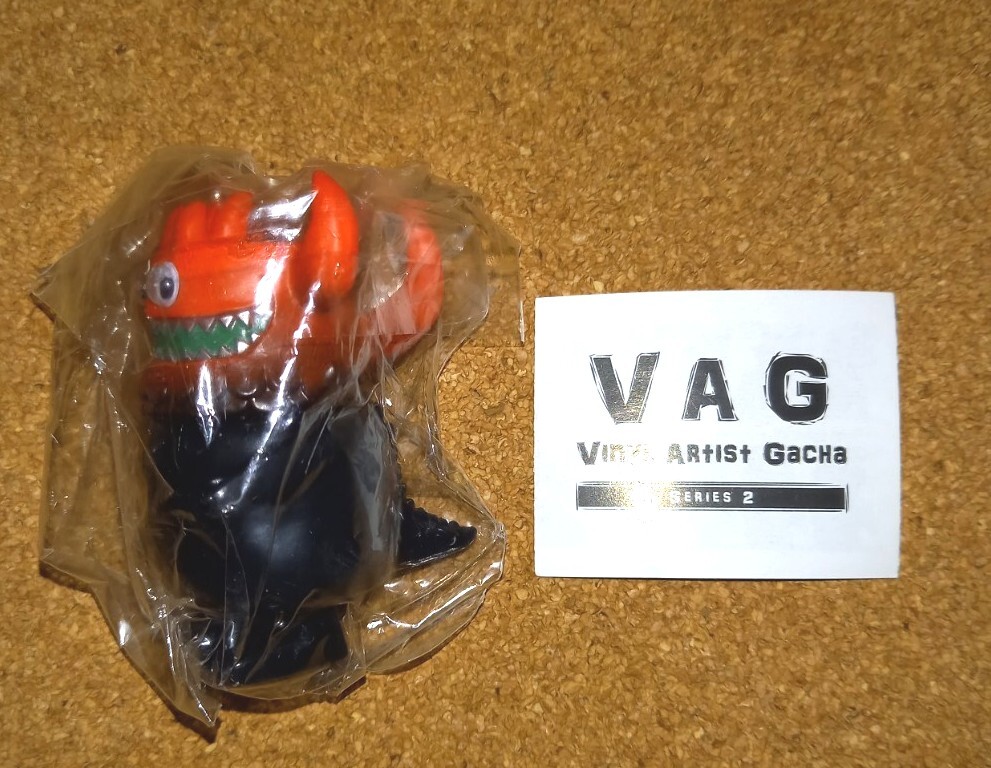 VAG
Vinyl Artist Gacha
SERIES 2